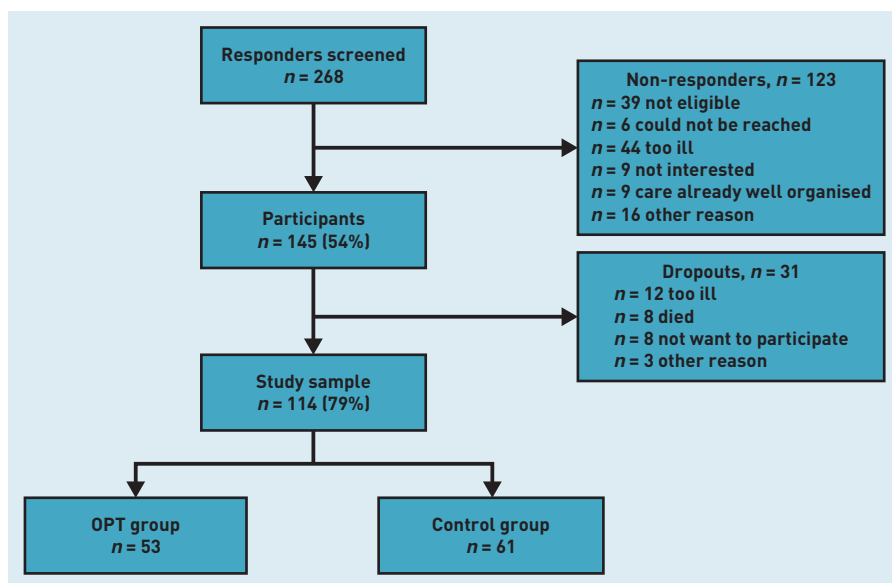 Responders screened
n = 268
Non-responders, n = 123
n = 39 not eligible
n = 6 could not be reached
n = 44 too ill
n = 9 not interested
n = 9 care already well organised
n = 16 other reason
Participants
n = 145 (54%)
Dropouts, n = 31
n = 12 too ill
n = 8 died
n = 8 not want to participate
n = 3 other reason
Study sample
n = 114 (79%)
OPT group
n = 53
Control group
n = 61